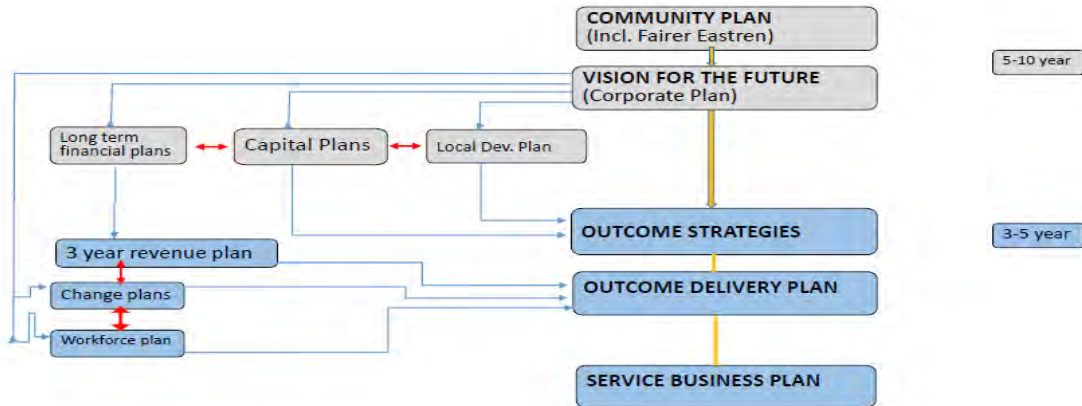 COMMUNITY PLAN
(Incl. Fairer Eastren)
5-10 year
VISION FOR THE FUTURE
(Corporate Plan)
Long term
financial plans
Capital Plans
Local Dev. Plan
OUTCOME STRATEGIES
3-5 year
3 year revenue plan
OUTCOME DELIVERY PLAN
Change plans
Workforce plan
SERVICE BUSINESS PLAN